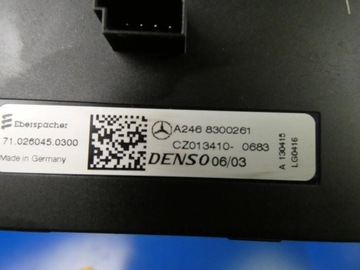 Eberspächer
71.026045.0300
Made in Germany
A246 8300261
CZ013410- 0683
DENSO 06/03
A 130415
LG0416